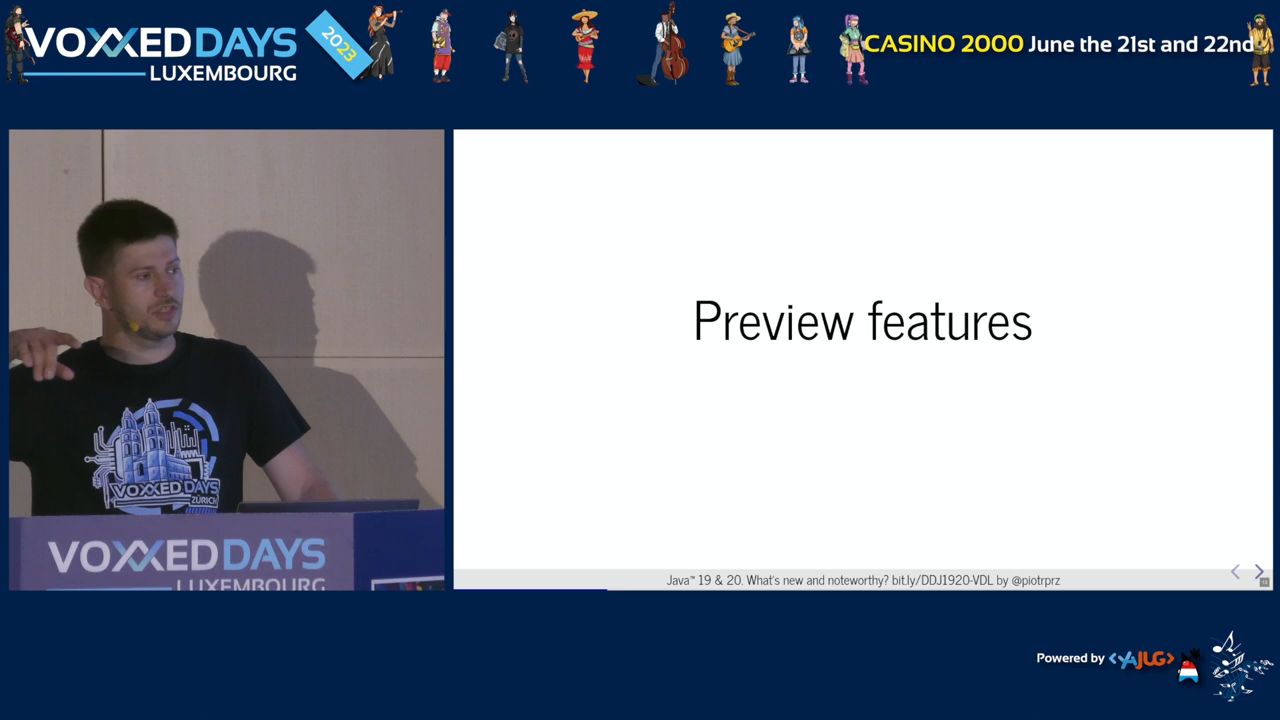 VOXXED DAYS
LUXEMBOURG
2023
CASINO 2000 June the 21st and 22nd
Preview features
VOXXED DAYS
ZÜRICH
VOXXED DAYS
LUXEMBOURG
Java™ 19 & 20. What's new and noteworthy? bit.ly/DDJ1920-VDL by @piotrprz
Powered by <YAJUG>